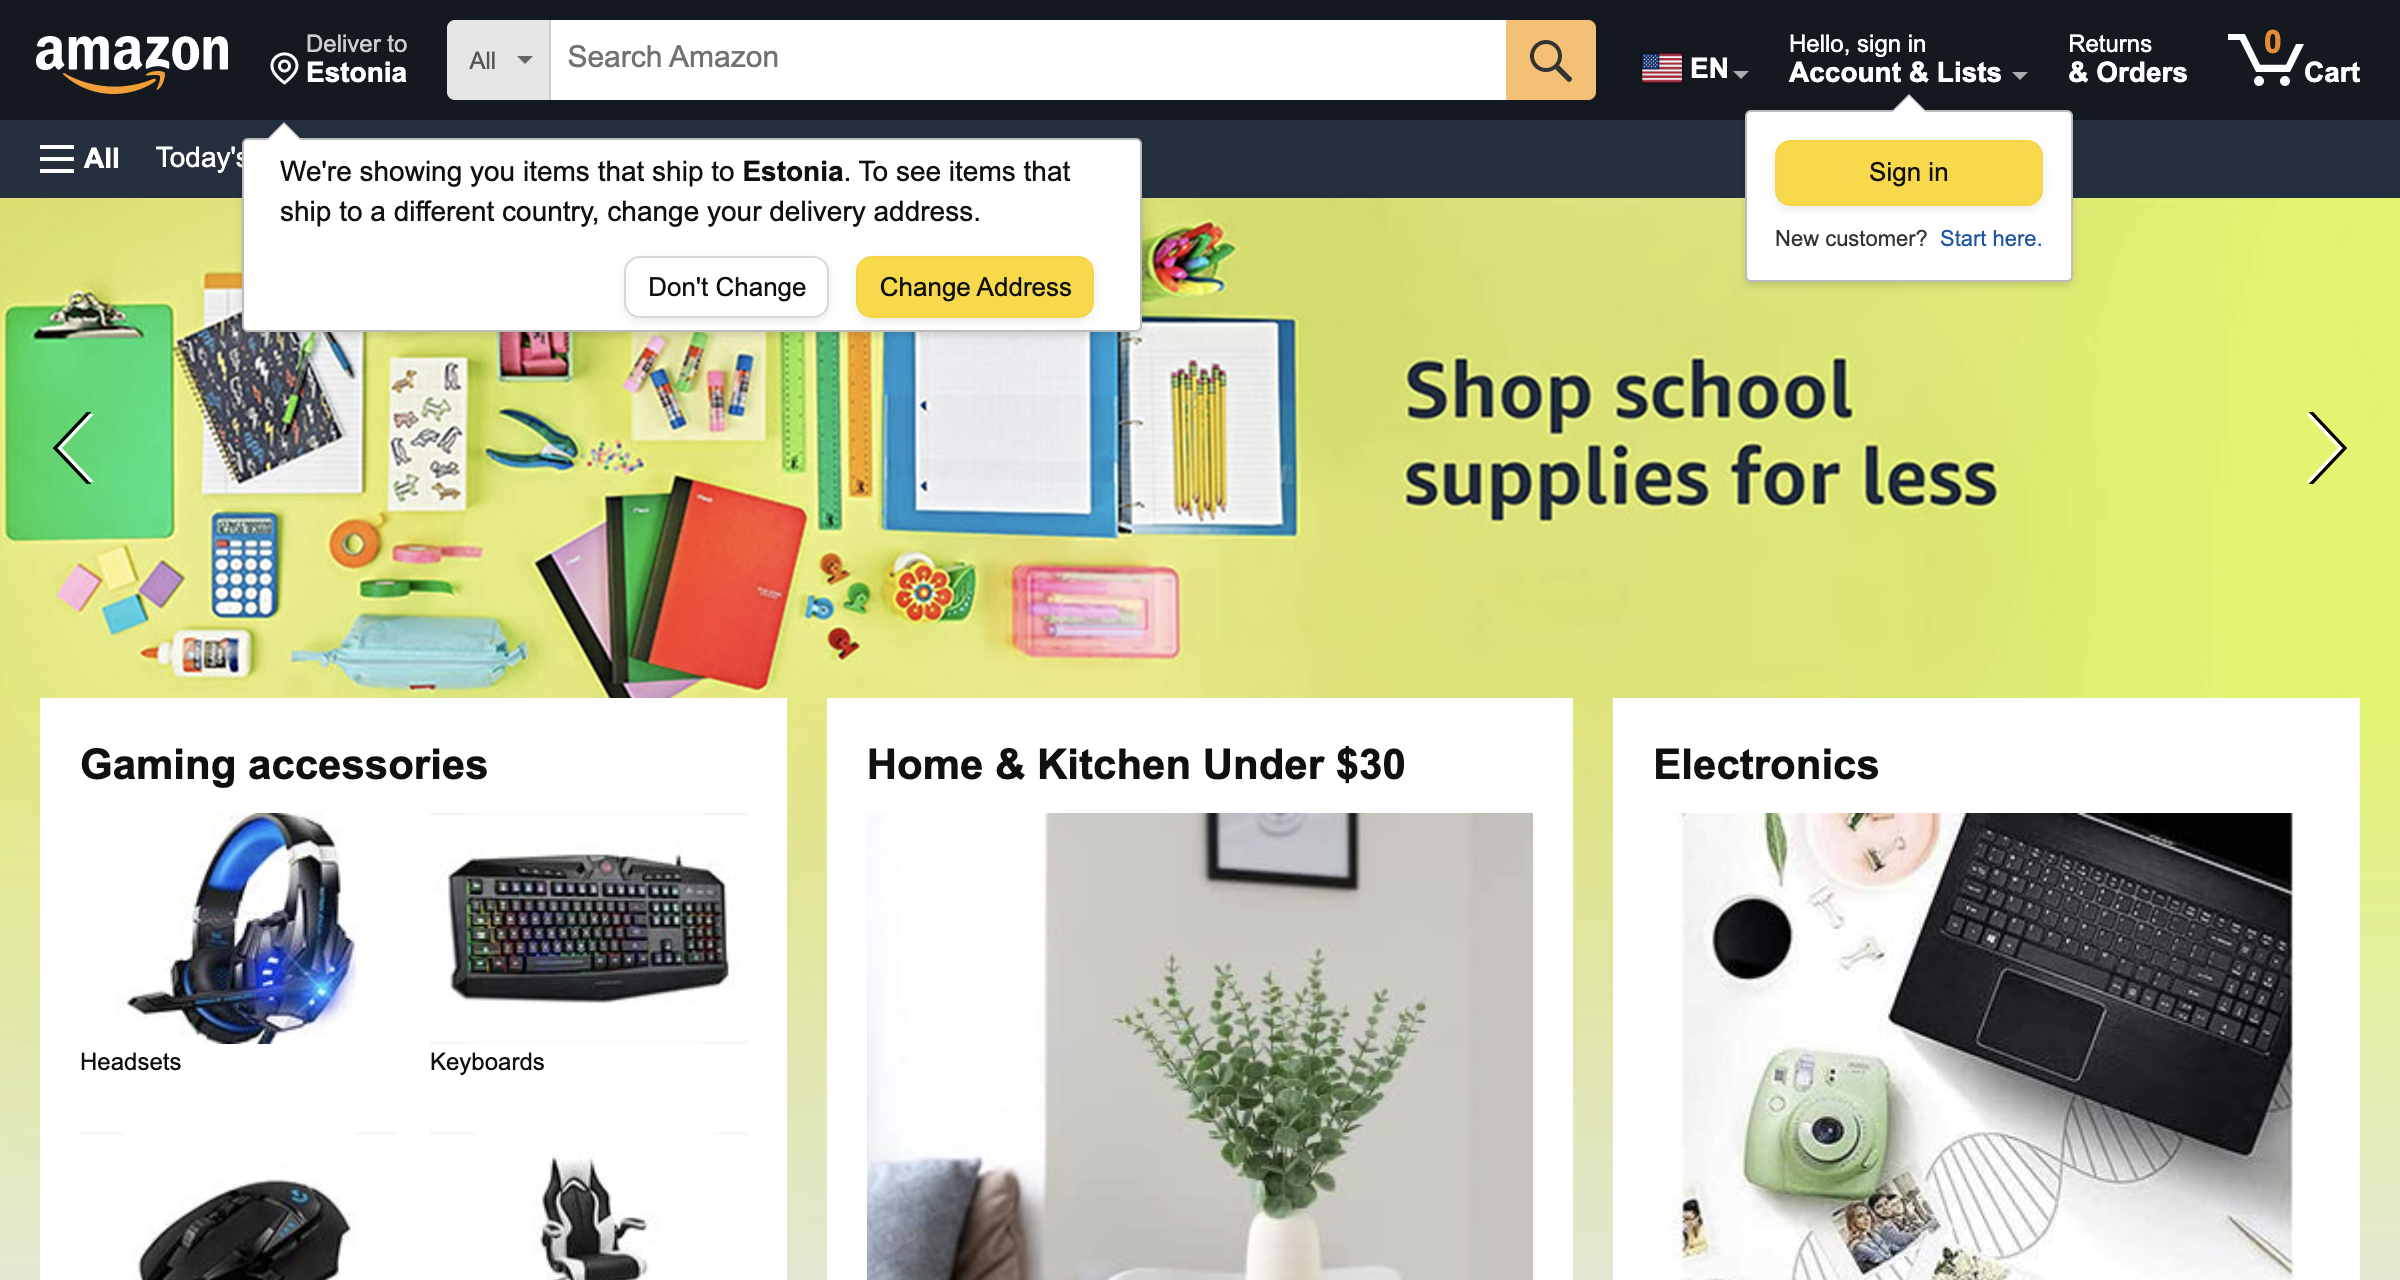 amazon
Deliver to
Estonia
All
Search Amazon
EN
Hello, sign in
Account & Lists
Returns
& Orders
0
Cart
All
Today's
We're showing you items that ship to Estonia. To see items that
ship to a different country, change your delivery address.
Don't Change
Change Address
Sign in
New customer? Start here.
Shop school
supplies for less
Gaming accessories
Headsets
Keyboards
Home & Kitchen Under $30
Electronics